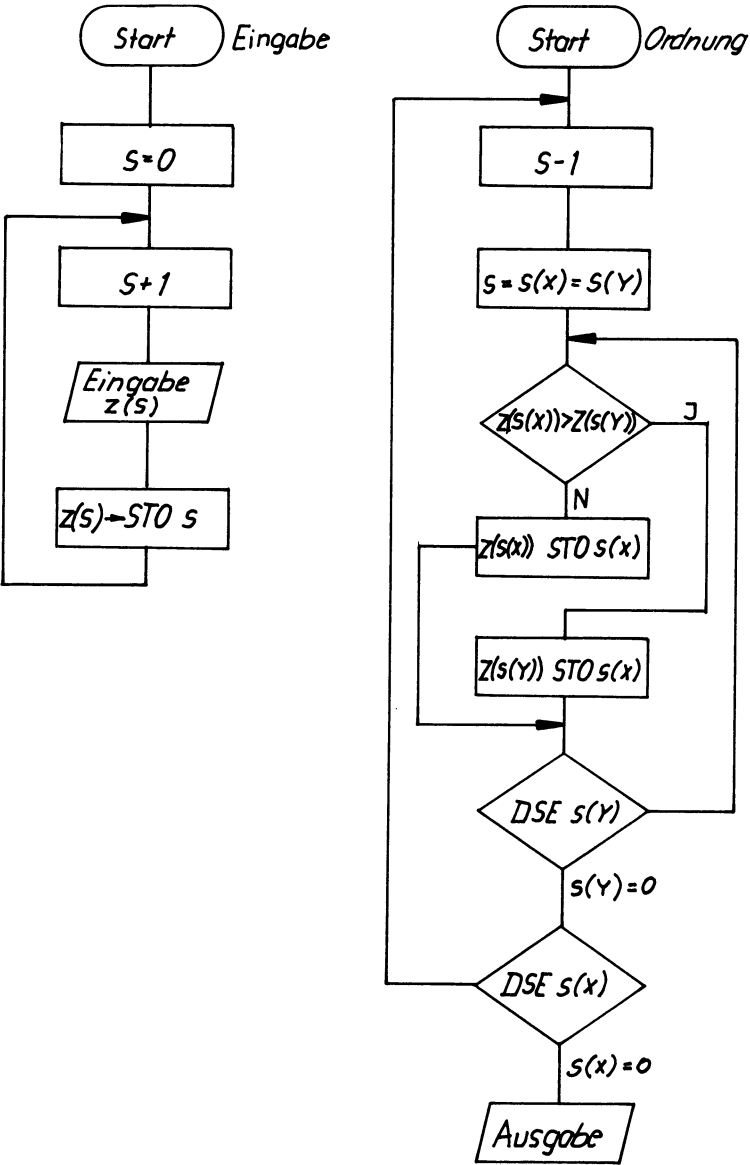 Start
Eingabe
S=0
S+1
Eingabe
z(s)
z(s)→STO s
Start
Ordnung
S-1
s=s(x)=s(Y)
z(s(x))>z(s(Y))
J
N
z(s(x)) STO s(x)
z(s(Y)) STO s(x)
DSE s(Y)
s(Y)=0
DSE s(x)
s(x)=0
Ausgabe